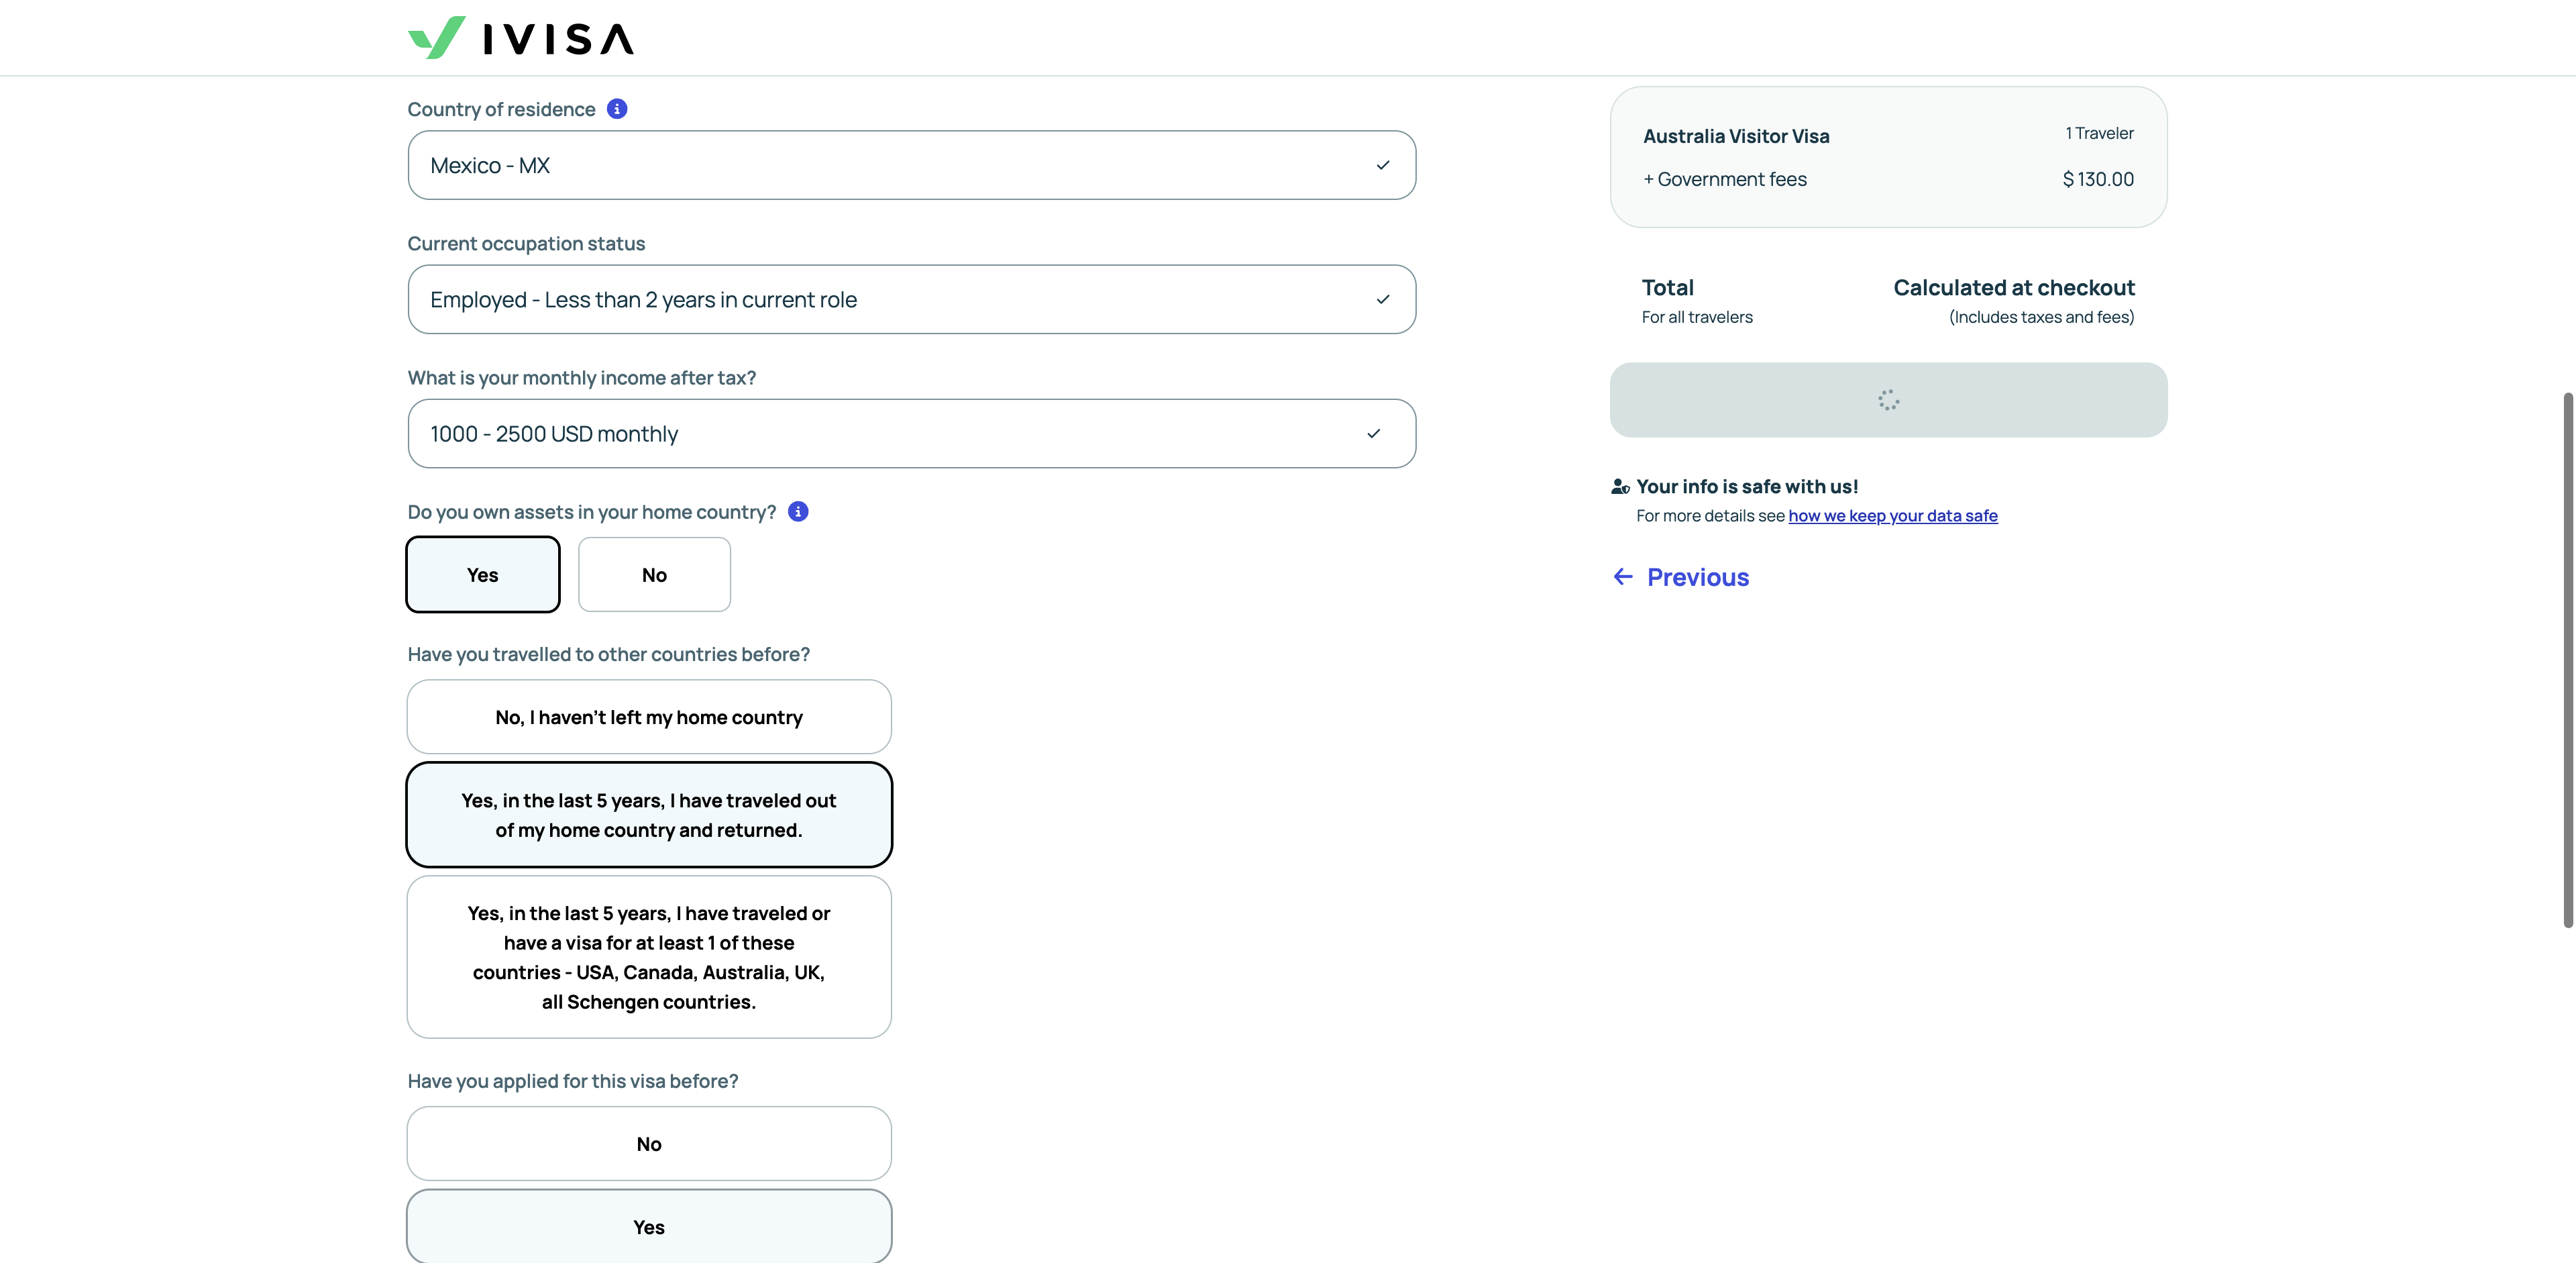 IVISA
Country of residence
Mexico - MX
Current occupation status
Employed - Less than 2 years in current role
What is your monthly income after tax?
1000 - 2500 USD monthly
Do you own assets in your home country?
Yes
No
Have you travelled to other countries before?
No, I haven't left my home country
Yes, in the last 5 years, I have traveled out
of my home country and returned.
Yes, in the last 5 years, I have traveled or
have a visa for at least 1 of these
countries - USA, Canada, Australia, UK,
all Schengen countries.
Have you applied for this visa before?
No
Yes
Australia Visitor Visa
1 Traveler
+ Government fees
$ 130.00
Total
Calculated at checkout
For all travelers
(Includes taxes and fees)
Your info is safe with us!
For more details see how we keep your data safe
← Previous